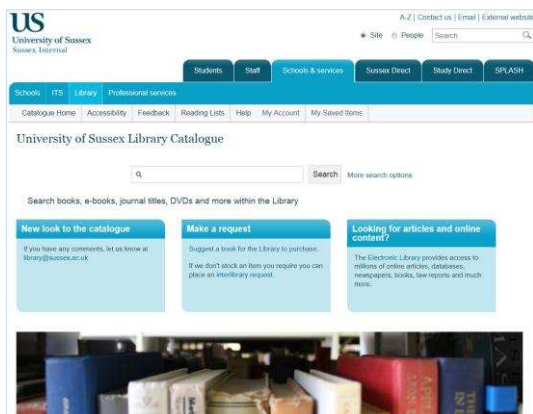 US
University of Sussex
Sussex Internal
A-Z | Contact us | Email | External website
Site People Search
Students Staff Schools & services Sussex Direct Study Direct SPLASH
Schools ITS Library Professional services
Catalogue Home Accessibility Feedback Reading Lists Help My Account My Saved Items
University of Sussex Library Catalogue
Search More search options
Search books, e-books, journal titles, DVDs and more within the Library
New look to the catalogue
If you have any comments, let us know at
library@sussex.ac.uk
Make a request
Suggest a book for the Library to purchase.
If we don't stock an item you require you can
place an interlibrary request
Looking for articles and online
content?
The Electronic Library provides access to
millions of online articles, databases,
newspapers, books, law reports and much
more.